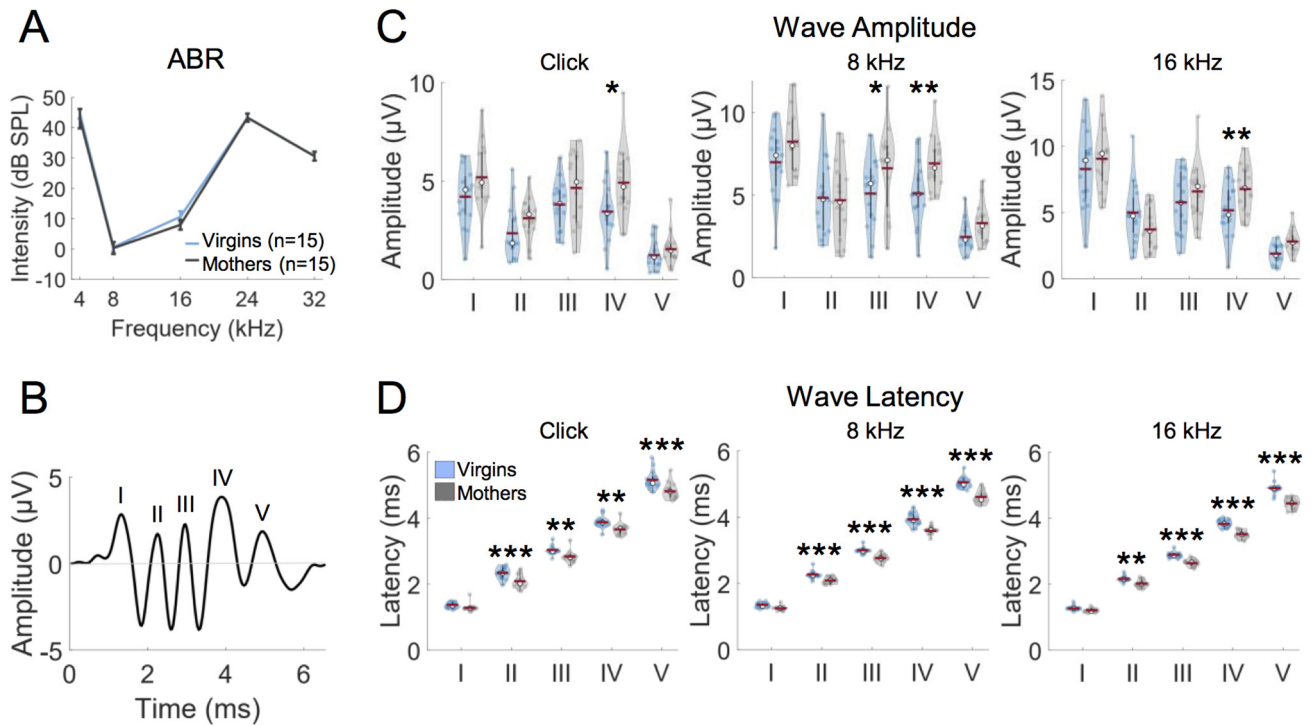 A
ABR
Intensity (dB SPL)
50
40
30
20
10
0
-10
Virgins (n=15)
Mothers (n=15)
4 8 16 24 32
Frequency (kHz)
B
Amplitude (µV)
5
0
-5
I II III IV V
0 2 4 6
Time (ms)
C
Wave Amplitude
Click
Amplitude (µV)
10
5
0
*
I II III IV V
8 kHz
Amplitude (µV)
10
5
0
* **
I II III IV V
16 kHz
Amplitude (µV)
15
10
5
0
**
I II III IV V
D
Wave Latency
Click
Latency (ms)
6
4
2
0
Virgins
Mothers
*** ** ** ***
I II III IV V
8 kHz
Latency (ms)
6
4
2
0
*** *** *** ***
I II III IV V
16 kHz
Latency (ms)
6
4
2
0
** *** *** ***
I II III IV V